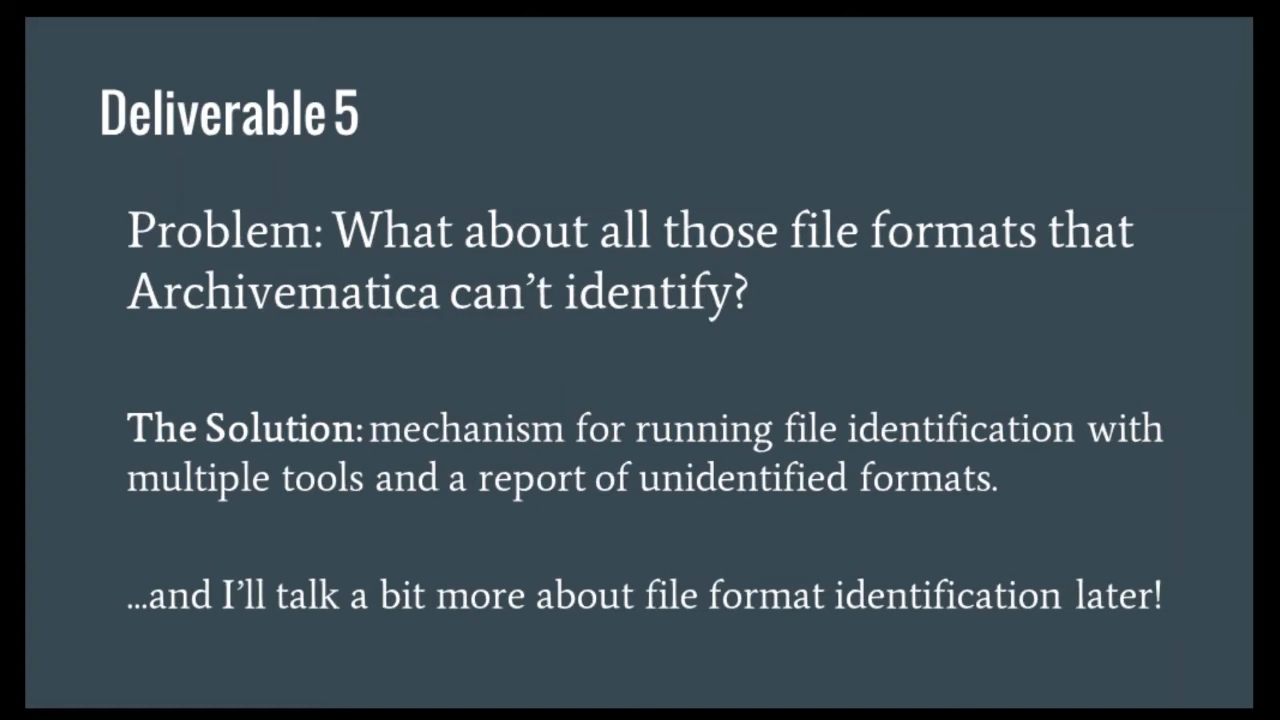 Deliverable 5
Problem: What about all those file formats that
Archivematica can’t identify?
The Solution: mechanism for running file identification with
multiple tools and a report of unidentified formats.
...and I’ll talk a bit more about file format identification later!